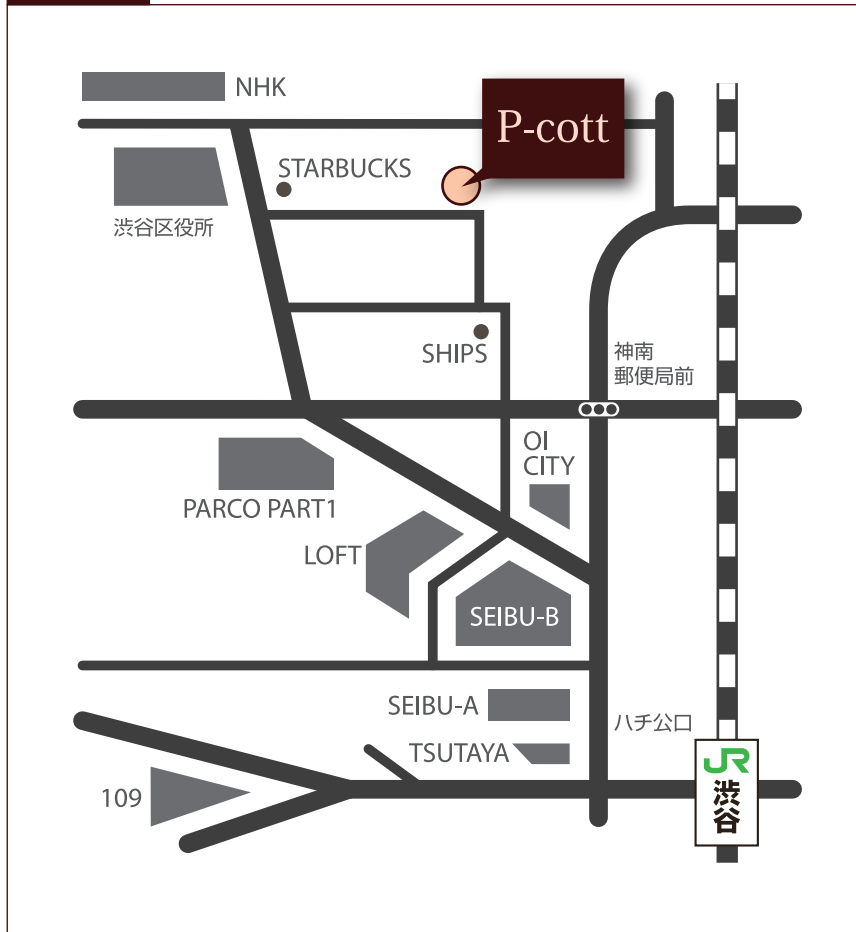 NHK
P-cott
STARBUCKS
渋谷区役所
SHIPS
神南
郵便局前
OI
CITY
PARCO PART1
LOFT
SEIBU-B
SEIBU-A
ハチ公口
TSUTAYA
JR
渋谷
109